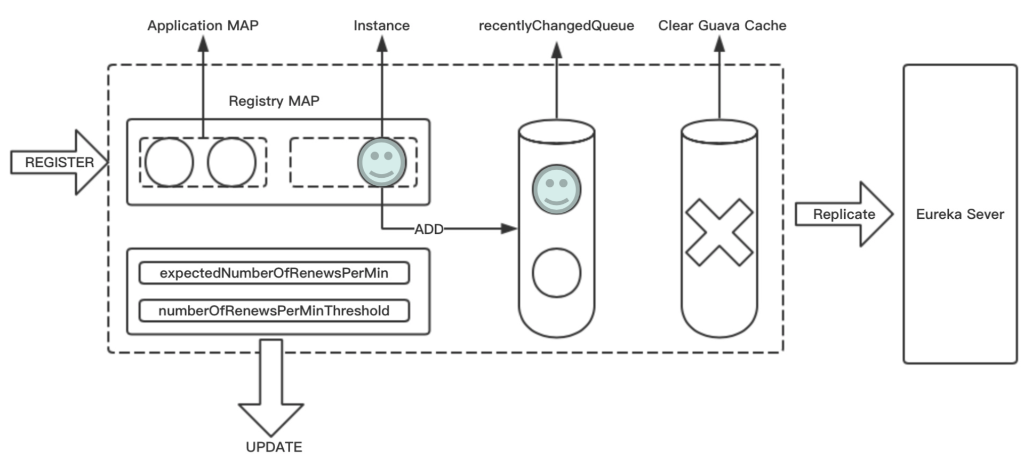 Application MAP
Instance
recentlyChangedQueue
Clear Guava Cache
Registry MAP
REGISTER
ADD
Replicate
Eureka Sever
expectedNumberOfRenewsPerMin
numberOfRenewsPerMinThreshold
UPDATE